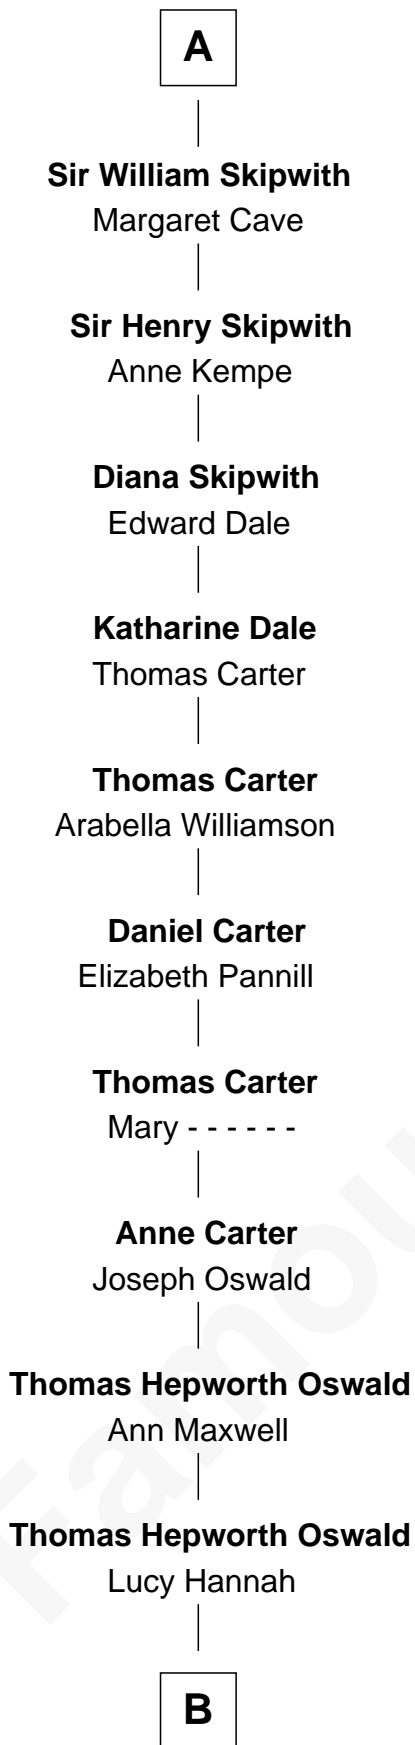 A
Sir William Skipwith
Margaret Cave
Sir Henry Skipwith
Anne Kempe
Diana Skipwith
Edward Dale
Katharine Dale
Thomas Carter
Thomas Carter
Arabella Williamson
Daniel Carter
Elizabeth Pannill
Thomas Carter
Mary - - - - - -
Anne Carter
Joseph Oswald
Thomas Hepworth Oswald
Ann Maxwell
Thomas Hepworth Oswald
Lucy Hannah
B